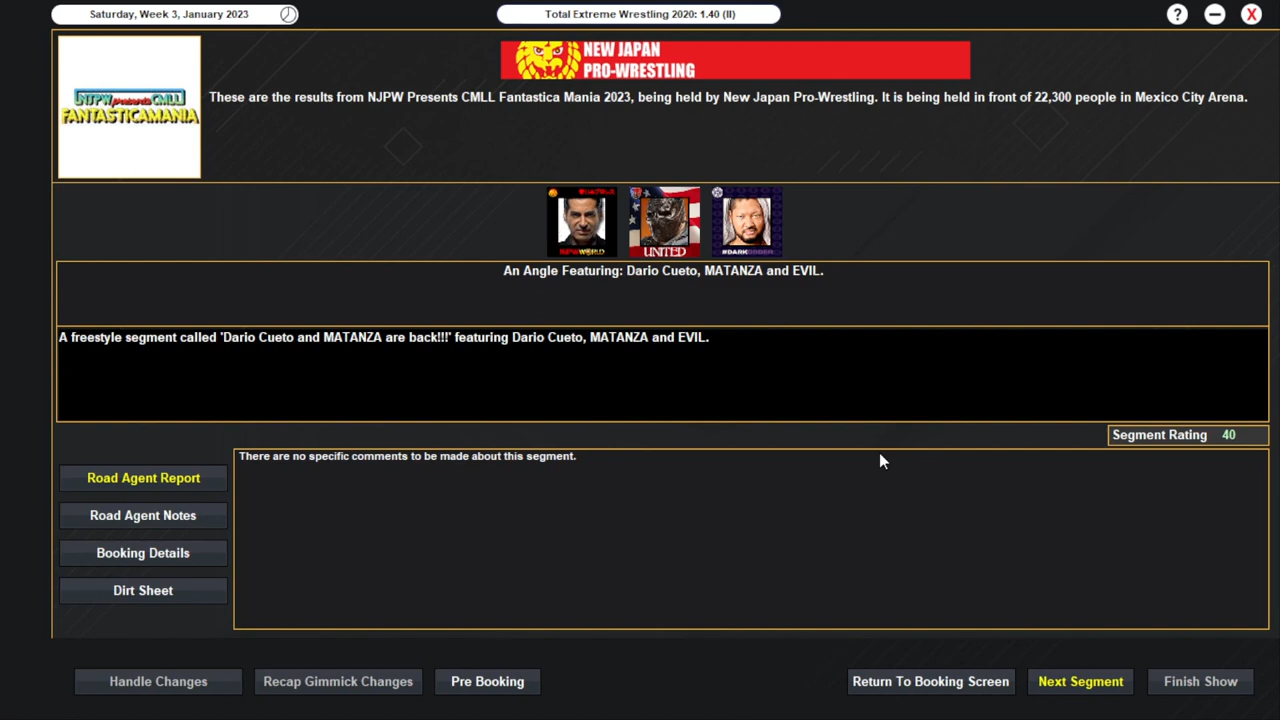 Saturday, Week 3, January 2023
Total Extreme Wrestling 2020: 1.40 (II)
? X
NJPW presents CMLL
FANTASTICAMANIA
NEW JAPAN
PRO-WRESTLING
These are the results from NJPW Presents CMLL Fantastica Mania 2023, being held by New Japan Pro-Wrestling. It is being held in front of 22,300 people in Mexico City Arena.
NJPWWORLD
UNITED
#DARKORDER
An Angle Featuring: Dario Cueto, MATANZA and EVIL.
A freestyle segment called 'Dario Cueto and MATANZA are back!!!' featuring Dario Cueto, MATANZA and EVIL.
Segment Rating 40
There are no specific comments to be made about this segment.
Road Agent Report
Road Agent Notes
Booking Details
Dirt Sheet
Handle Changes
Recap Gimmick Changes
Pre Booking
Return To Booking Screen
Next Segment
Finish Show